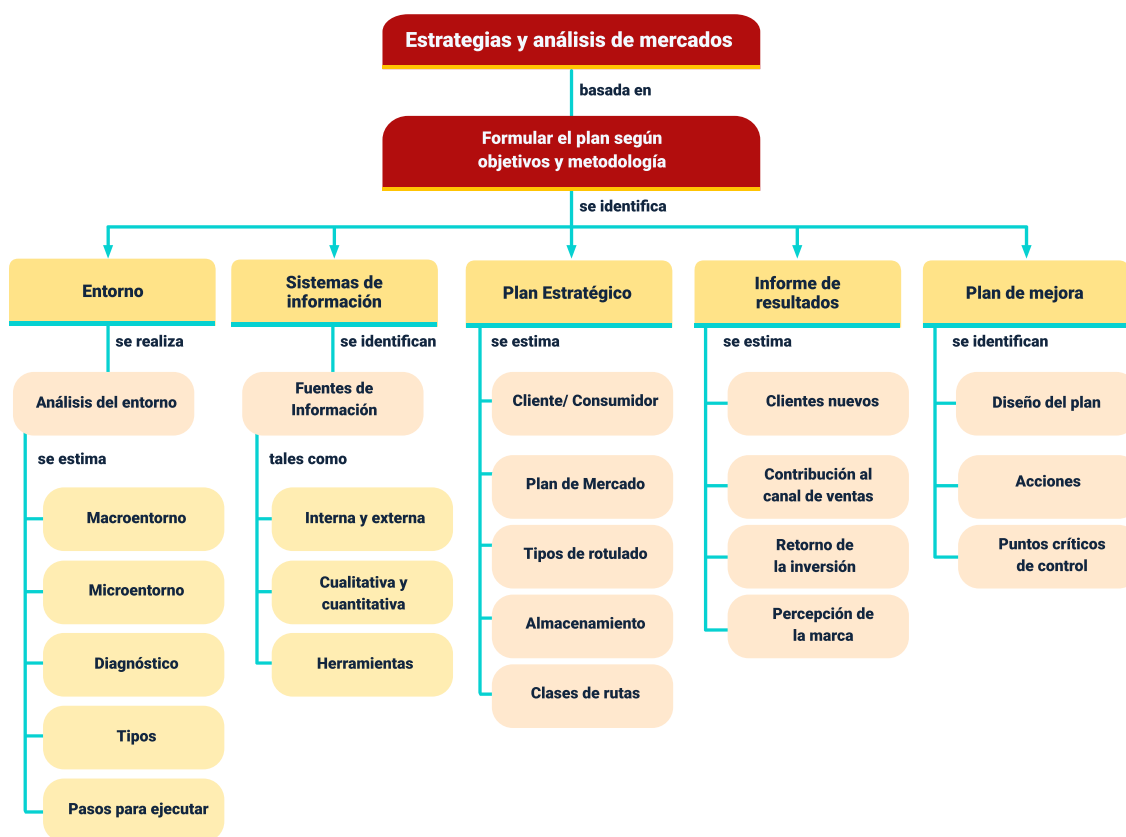 Estrategias y análisis de mercados
basada en
Formular el plan según
objetivos y metodología
se identifica
Entorno
se realiza
Análisis del entorno
se estima
Macroentorno
Microentorno
Diagnóstico
Tipos
Pasos para ejecutar
Sistemas de
información
se identifican
Fuentes de
Información
tales como
Interna y externa
Cualitativa y
cuantitativa
Herramientas
Plan Estratégico
se estima
Cliente/ Consumidor
Plan de Mercado
Tipos de rotulado
Almacenamiento
Clases de rutas
Informe de
resultados
se estima
Clientes nuevos
Contribución al
canal de ventas
Retorno de
la inversión
Percepción de
la marca
Plan de mejora
se identifican
Diseño del plan
Acciones
Puntos críticos
de control